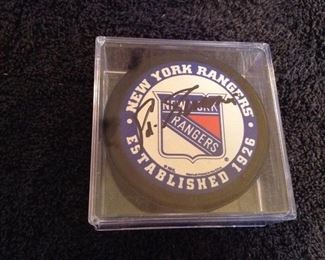 • NEW YORK RANGERS •
NEW YORK
RANGERS
ESTABLISHED 1926